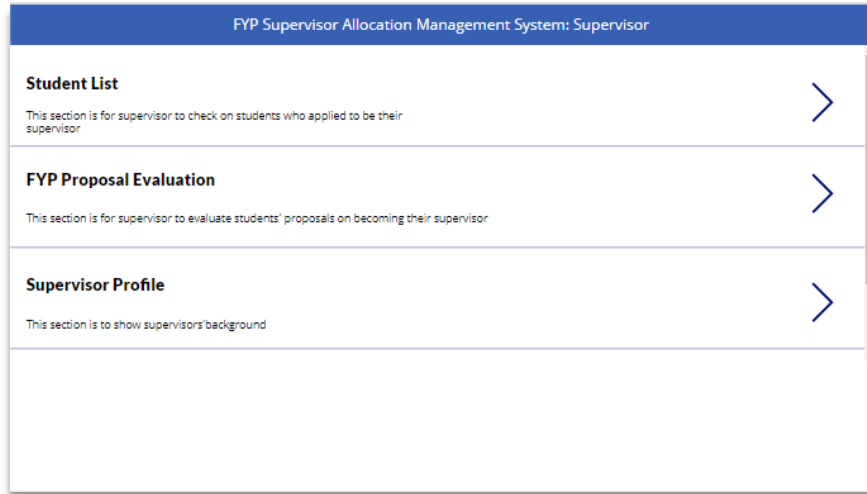 FYP Supervisor Allocation Management System: Supervisor
Student List
This section is for supervisor to check on students who applied to be their
supervisor
FYP Proposal Evaluation
This section is for supervisor to evaluate students' proposals on becoming their supervisor
Supervisor Profile
This section is to show supervisors'background